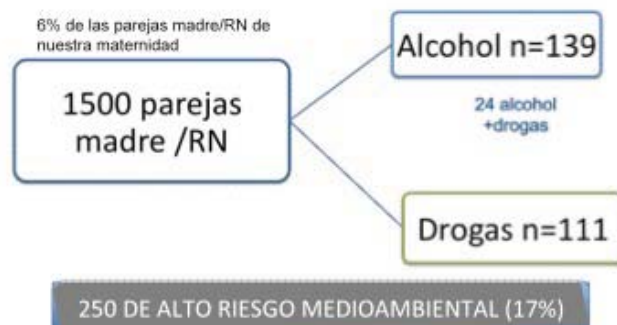 6% de las parejas madre/RN de
nuestra maternidad
1500 parejas
madre /RN
Alcohol n=139
24 alcohol
+drogas
Drogas n=111
250 DE ALTO RIESGO MEDIOAMBIENTAL (17%)